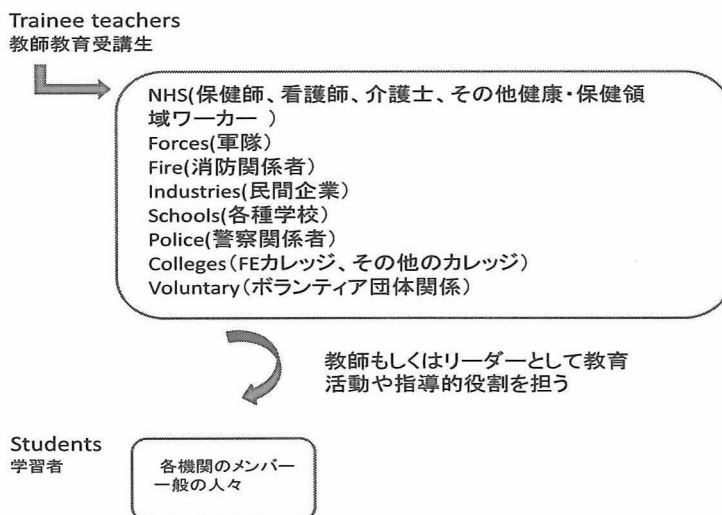 Trainee teachers
教師教育受講生
NHS(保健師、看護師、介護士、その他健康・保健領
域ワーカー )
Forces(軍隊)
Fire(消防関係者)
Industries(民間企業)
Schools(各種学校)
Police(警察関係者)
Colleges(FEカレッジ、その他のカレッジ)
Voluntary(ボランティア団体関係)
教師もしくはリーダーとして教育
活動や指導的役割を担う
Students
学習者
各機関のメンバー
一般の人々